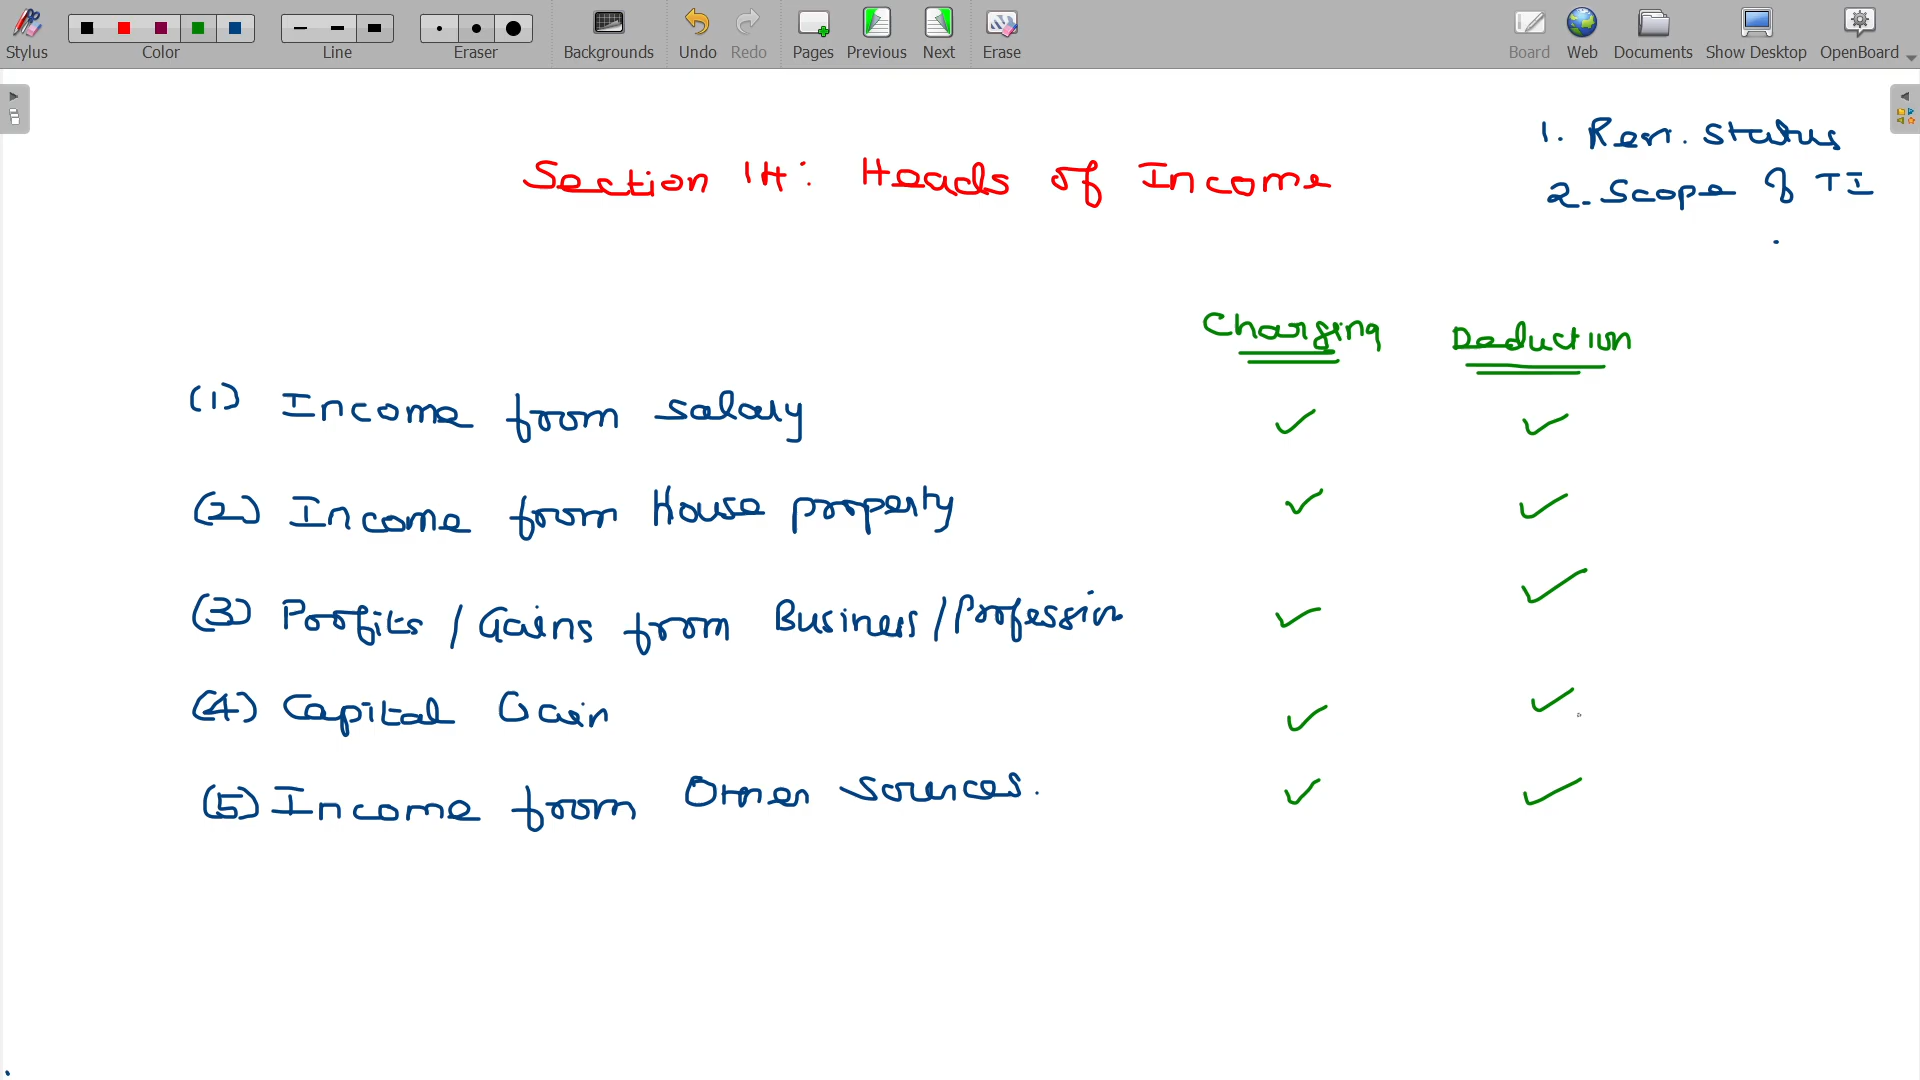 Stylus Color Line Eraser Backgrounds Undo Redo Pages Previous Next Erase Board Web Documents Show Desktop OpenBoard
1. Resi. Status
2. Scope of TI
Section 14: Heads of Income
Charging Deduction
(1) Income from salary ✓ ✓
(2) Income from House property ✓ ✓
(3) Profits / Gains from Business / Profession ✓ ✓
(4) Capital Gain ✓ ✓
(5) Income from Other sources. ✓ ✓